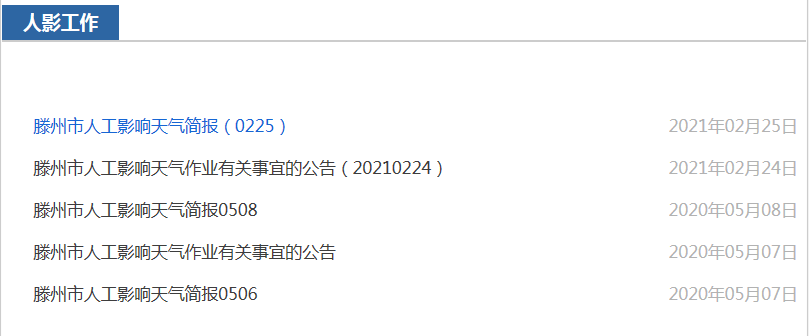 人影工作
滕州市人工影响天气简报（0225） 2021年02月25日
滕州市人工影响天气作业有关事宜的公告（20210224） 2021年02月24日
滕州市人工影响天气简报0508 2020年05月08日
滕州市人工影响天气作业有关事宜的公告 2020年05月07日
滕州市人工影响天气简报0506 2020年05月07日